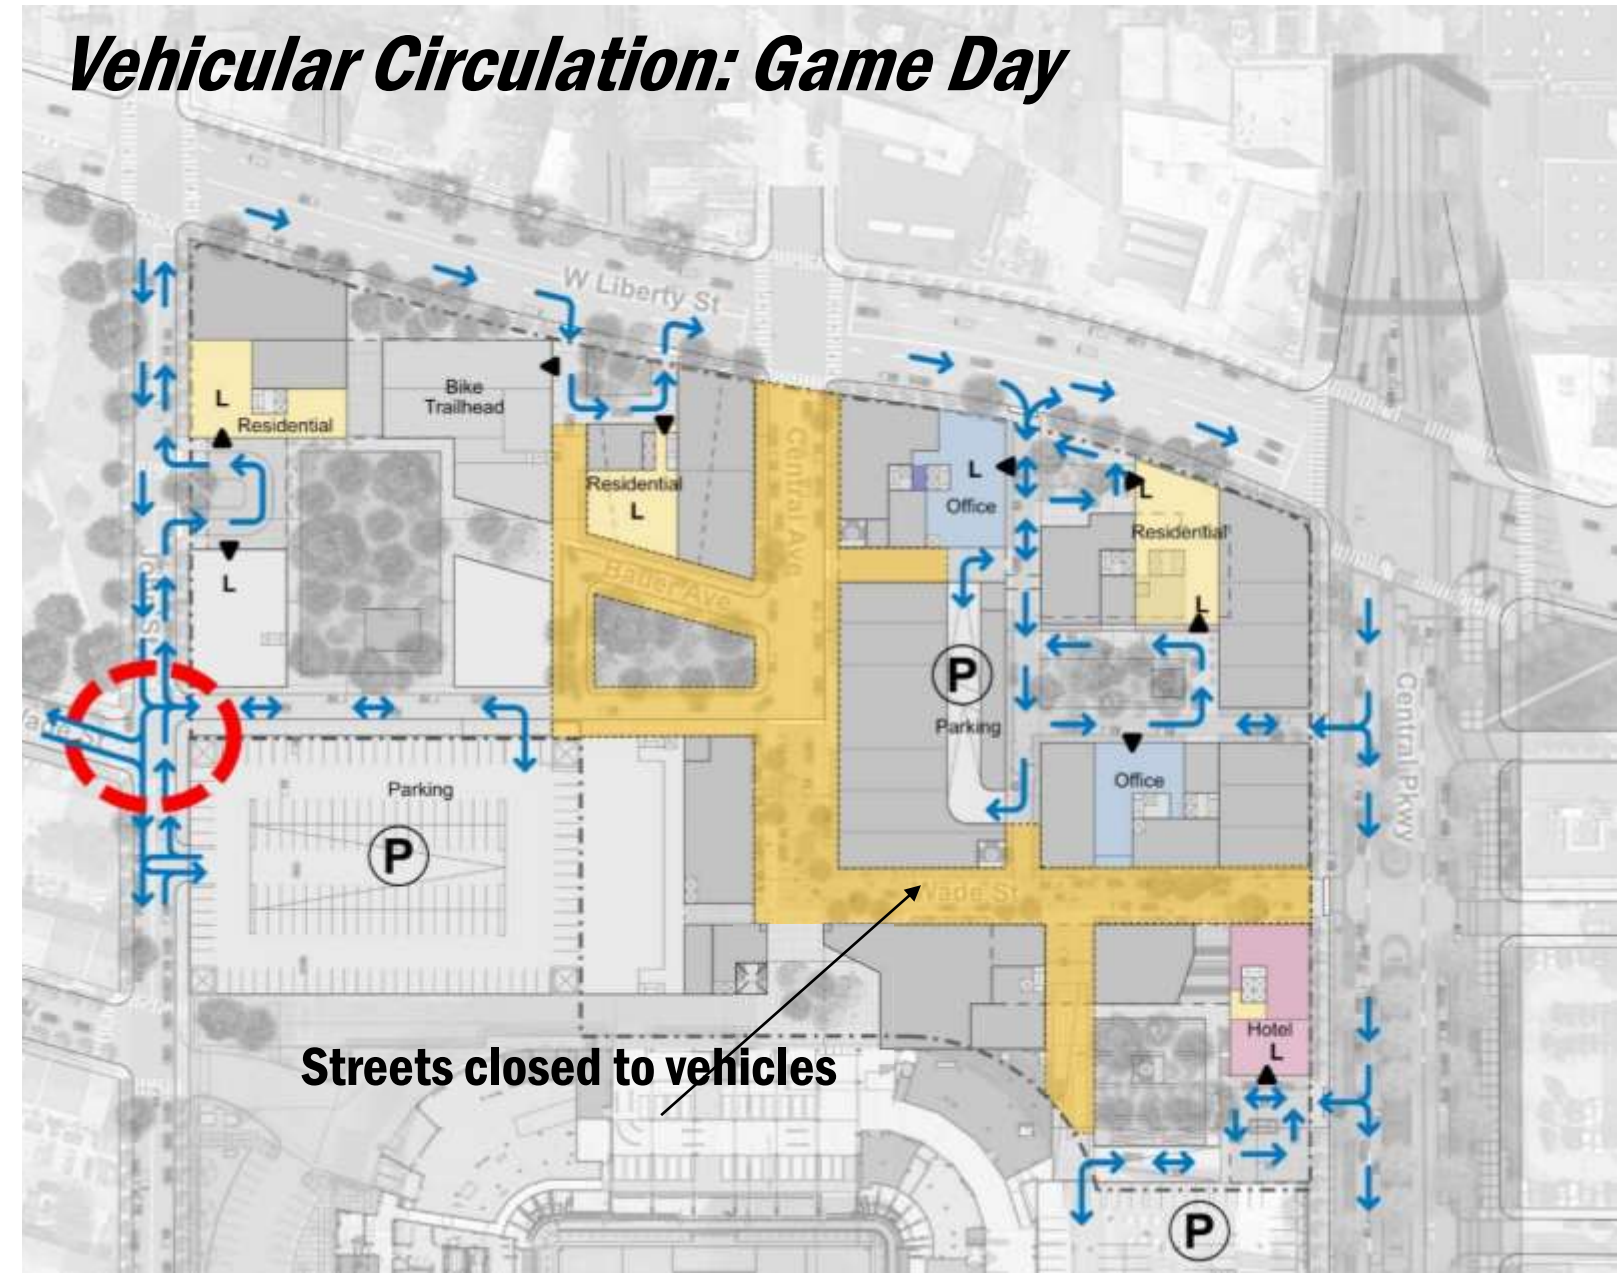 Vehicular Circulation: Game Day
W Liberty St
Bike
Trailhead
L
Residential
Residential
L
Central Ave
L
Office
L
Residential
L
Bauer Ave
L
P
Parking
Central Pkwy
Parking
P
Office
Wade St
Streets closed to vehicles
Hotel
L
P